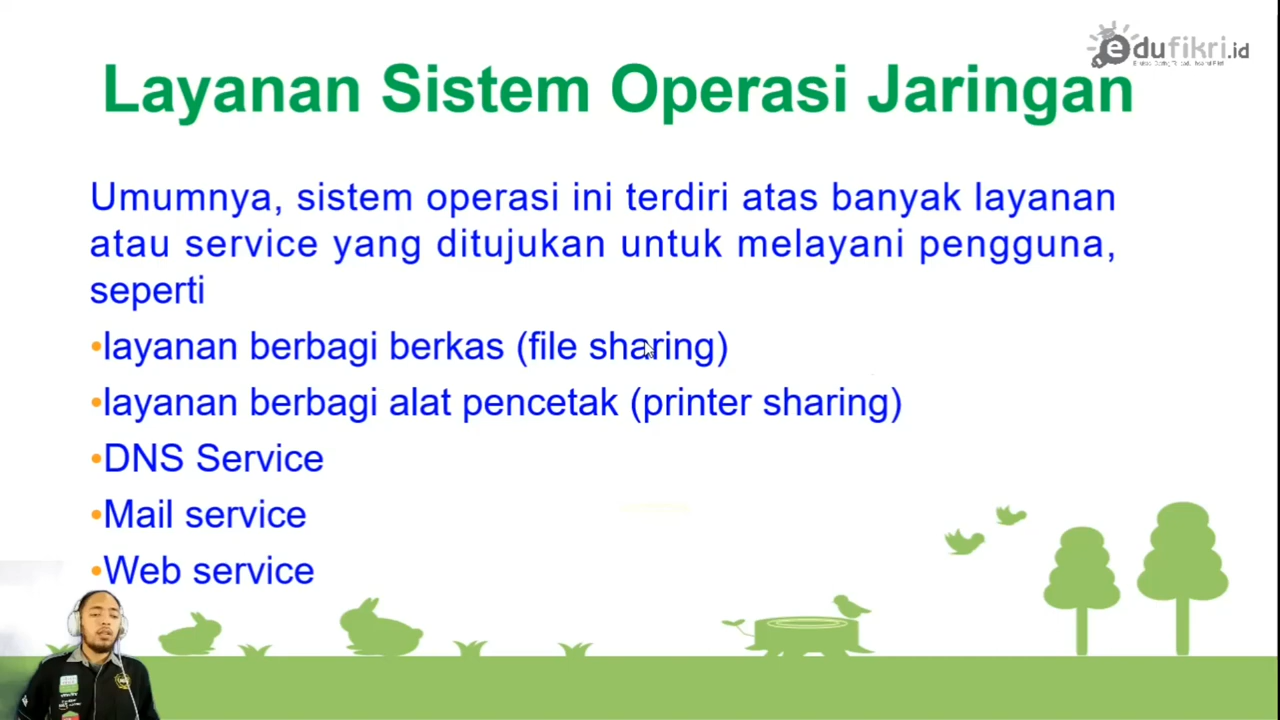 edufikri.id
Layanan Sistem Operasi Jaringan
Umumnya, sistem operasi ini terdiri atas banyak layanan
atau service yang ditujukan untuk melayani pengguna,
seperti
•layanan berbagi berkas (file sharing)
•layanan berbagi alat pencetak (printer sharing)
•DNS Service
•Mail service
•Web service